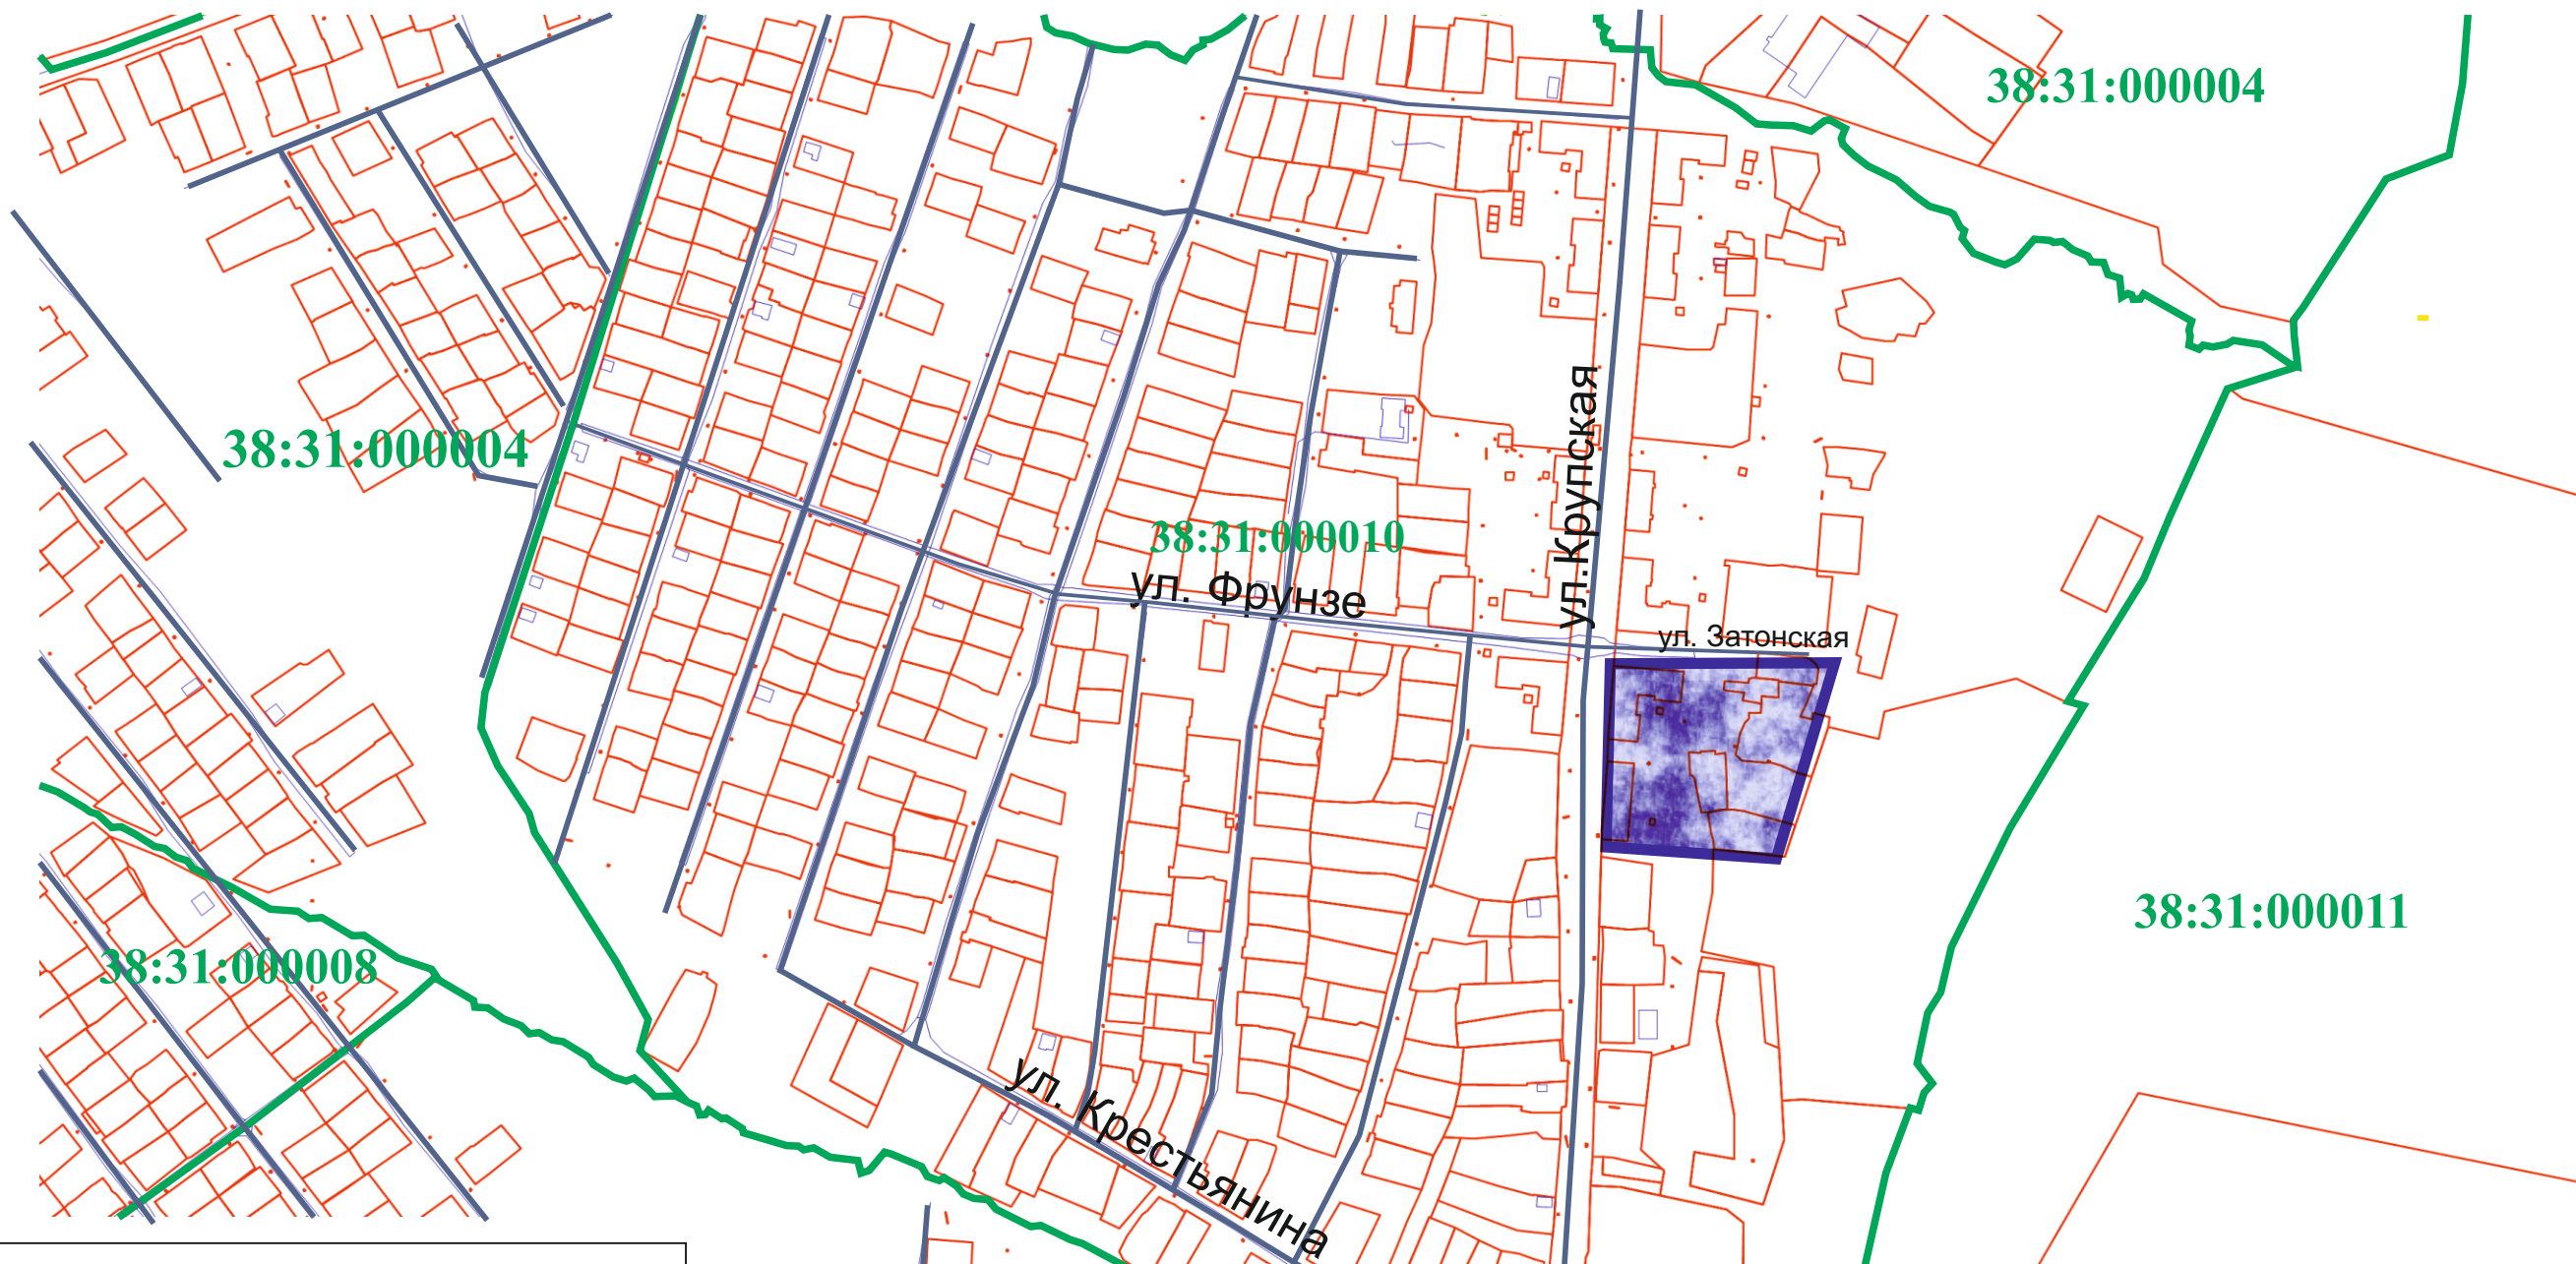 38:31:000004
ул.Крупская
38:31:000004
38:31:000010
ул. Фрунзе
ул. Затонская
38:31:000011
38:31:000008
ул. Крестьянина